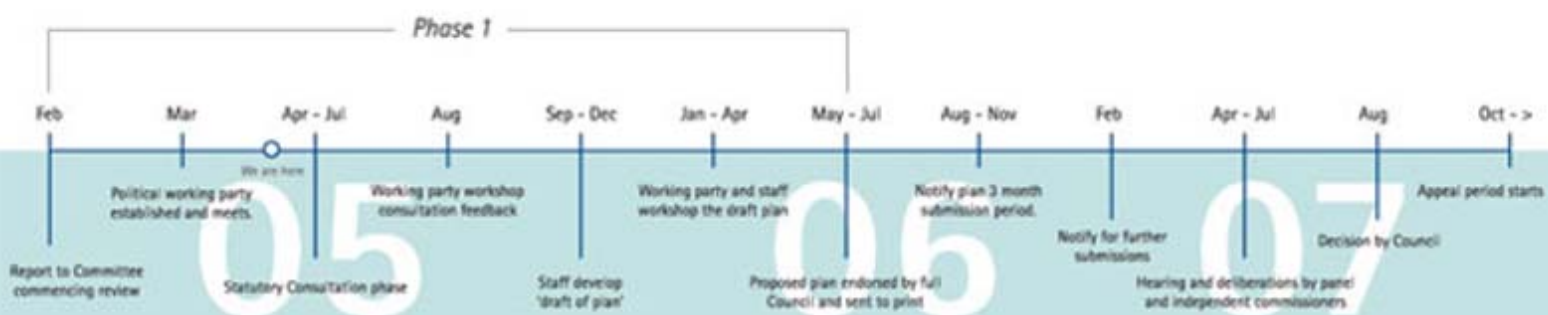 Phase 1
Feb
Mar
Apr - Jul
Aug
Sep - Dec
Jan - Apr
May - Jul
Aug - Nov
Feb
Apr - Jul
Aug
Oct - >
We are here
Political working party
established and meets.
Working party workshop
consultation feedback
Working party and staff
workshop the draft plan
Notify plan 3 month
submission period.
Appeal period starts
Notify for further
submissions
Decision by Council
Report to Committee
commencing review
Statutory Consultation phase
Staff develop
'draft of plan'
Proposed plan endorsed by full
Council and sent to print
Hearing and deliberations by panel
and independent commissioners
05
06
07